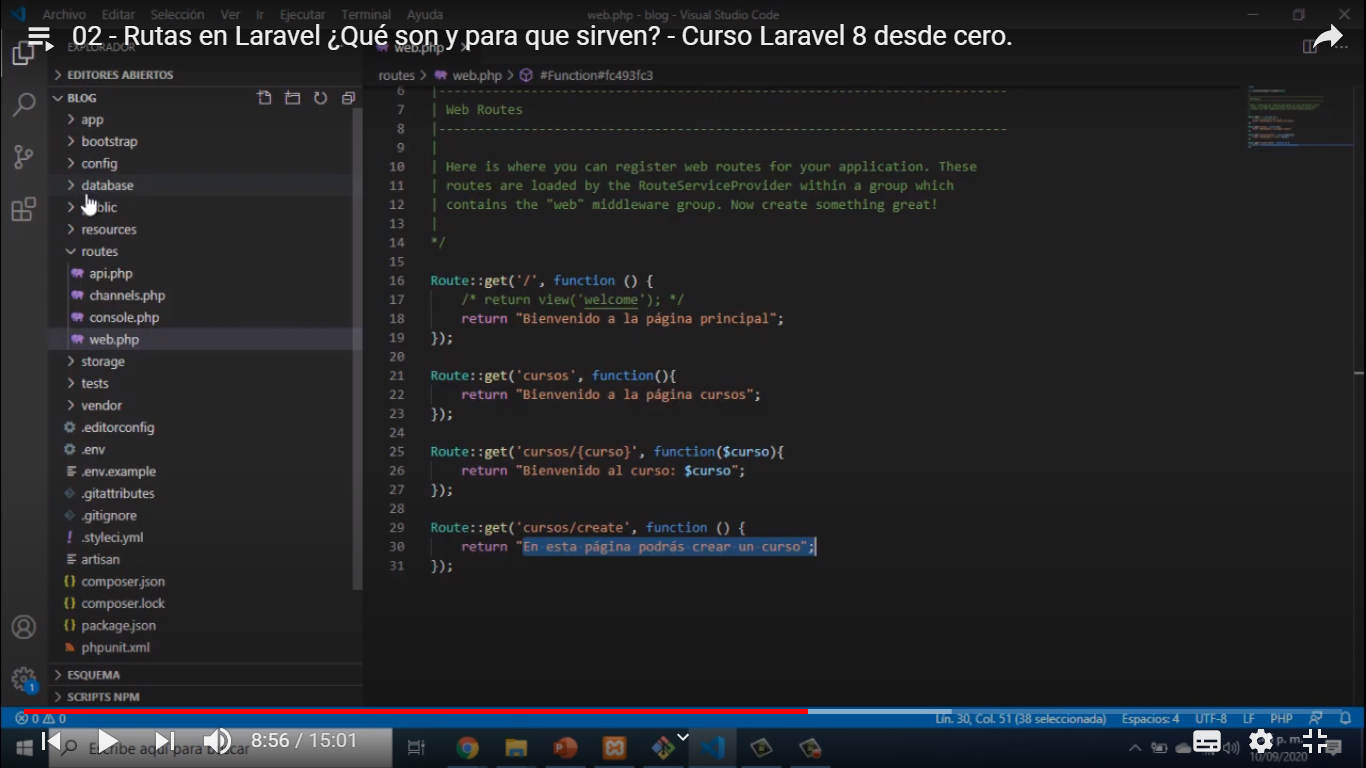 Archivo Editar Selección Ver Ir Ejecutar Terminal Ayuda
web.php - blog - Visual Studio Code
02 - Rutas en Laravel ¿Qué son y para que sirven? - Curso Laravel 8 desde cero.
EXPLORADOR
web.php
EDITORES ABIERTOS
routes > web.php > #Function#fc493fc3
BLOG
app
bootstrap
config
database
resources
routes
api.php
channels.php
console.php
web.php
storage
tests
vendor
.editorconfig
.env
.env.example
.gitattributes
.gitignore
.styleci.yml
artisan
composer.json
composer.lock
package.json
phpunit.xml
ESQUEMA
SCRIPTS NPM
6 |--------------------------------------------------------------------------
7 | Web Routes
8 |--------------------------------------------------------------------------
9 |
10 | Here is where you can register web routes for your application. These
11 | routes are loaded by the RouteServiceProvider within a group which
12 | contains the "web" middleware group. Now create something great!
13 |
14 */
15
16 Route::get('/', function () {
17 /* return view('welcome'); */
18 return "Bienvenido a la página principal";
19 });
20
21 Route::get('cursos', function(){
22 return "Bienvenido a la página cursos";
23 });
24
25 Route::get('cursos/{curso}', function($curso){
26 return "Bienvenido al curso: $curso";
27 });
28
29 Route::get('cursos/create', function () {
30 return "En esta página podrás crear un curso";
31 });
1
0 0
Lín. 30, Col. 51 (38 seleccionada) Espacios: 4 UTF-8 LF PHP
8:56 / 15:01
Escribe aquí para buscar
p. m.
10/09/2020